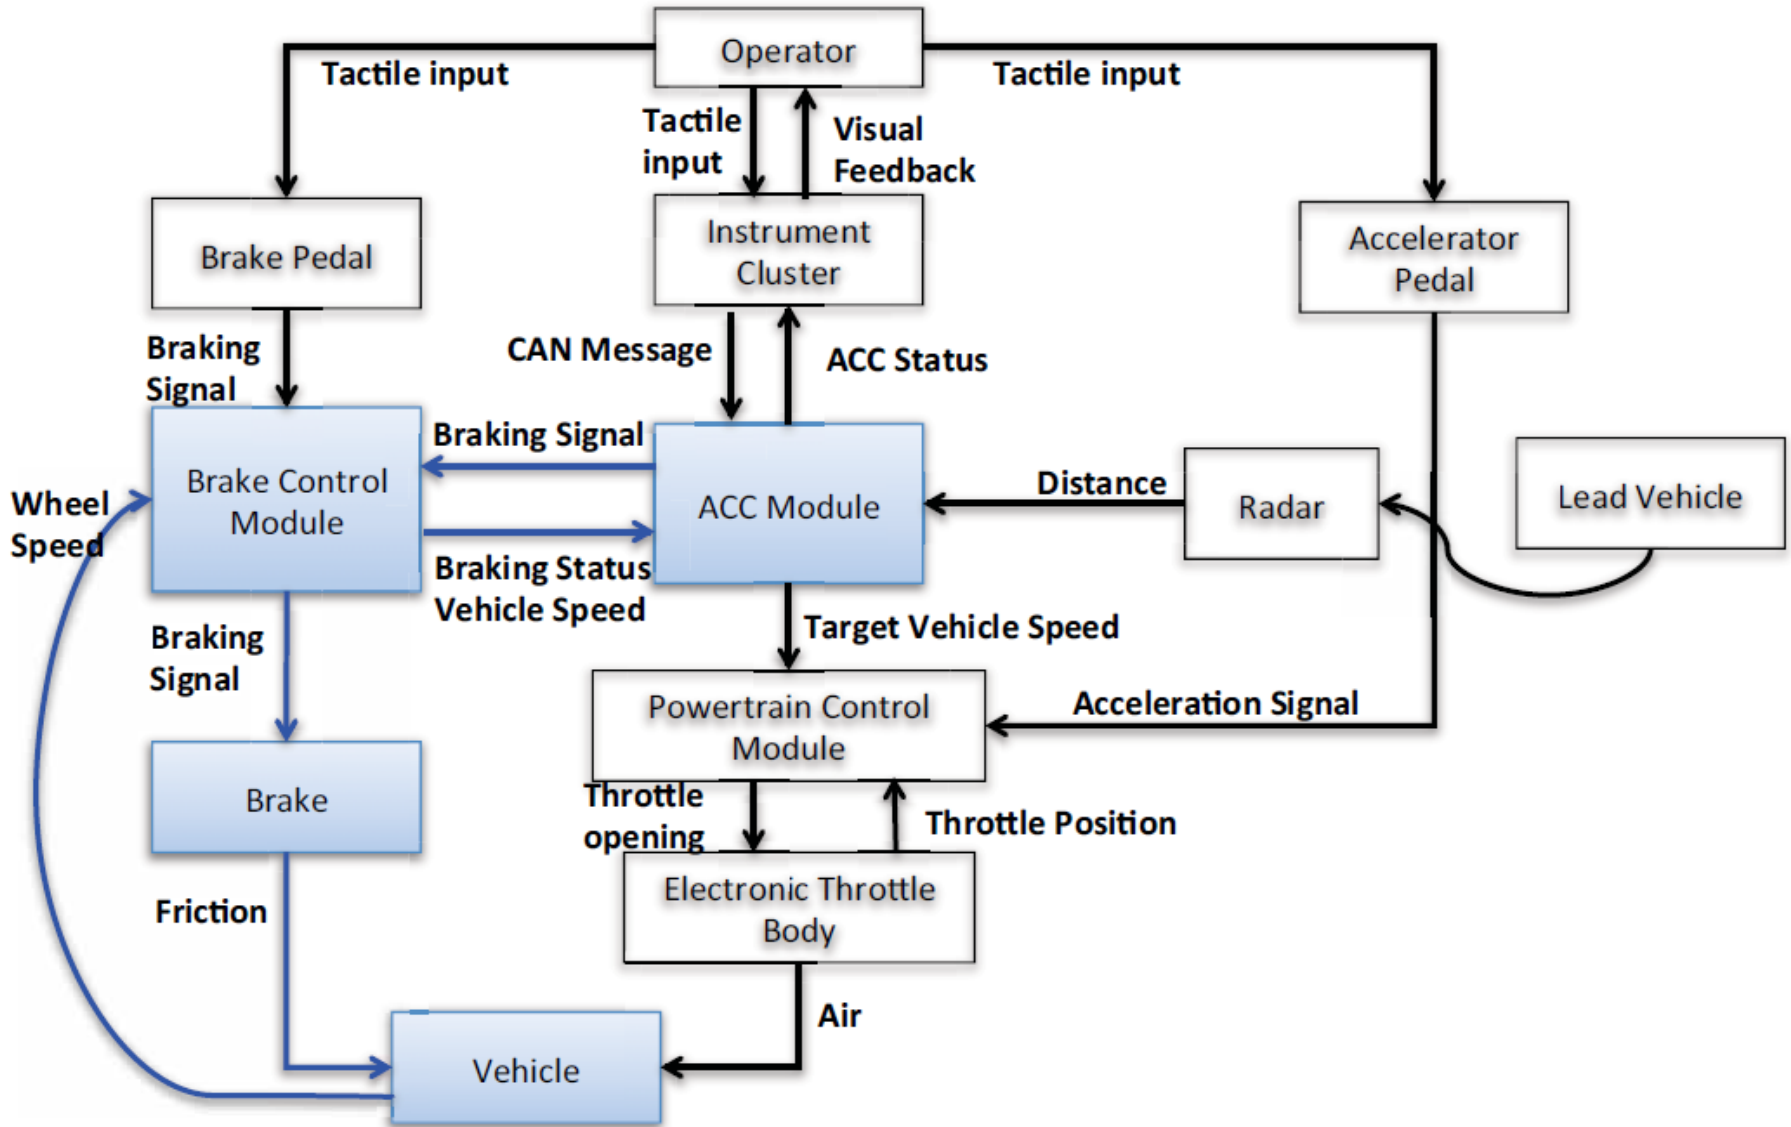 Operator
Tactile input
Tactile input
Tactile
input
Visual
Feedback
Brake Pedal
Instrument
Cluster
Accelerator
Pedal
Braking
Signal
CAN Message
ACC Status
Braking Signal
Wheel
Speed
Brake Control
Module
ACC Module
Distance
Radar
Lead Vehicle
Braking Status
Vehicle Speed
Braking
Signal
Target Vehicle Speed
Powertrain Control
Module
Acceleration Signal
Brake
Throttle
opening
Throttle Position
Friction
Electronic Throttle
Body
Air
Vehicle